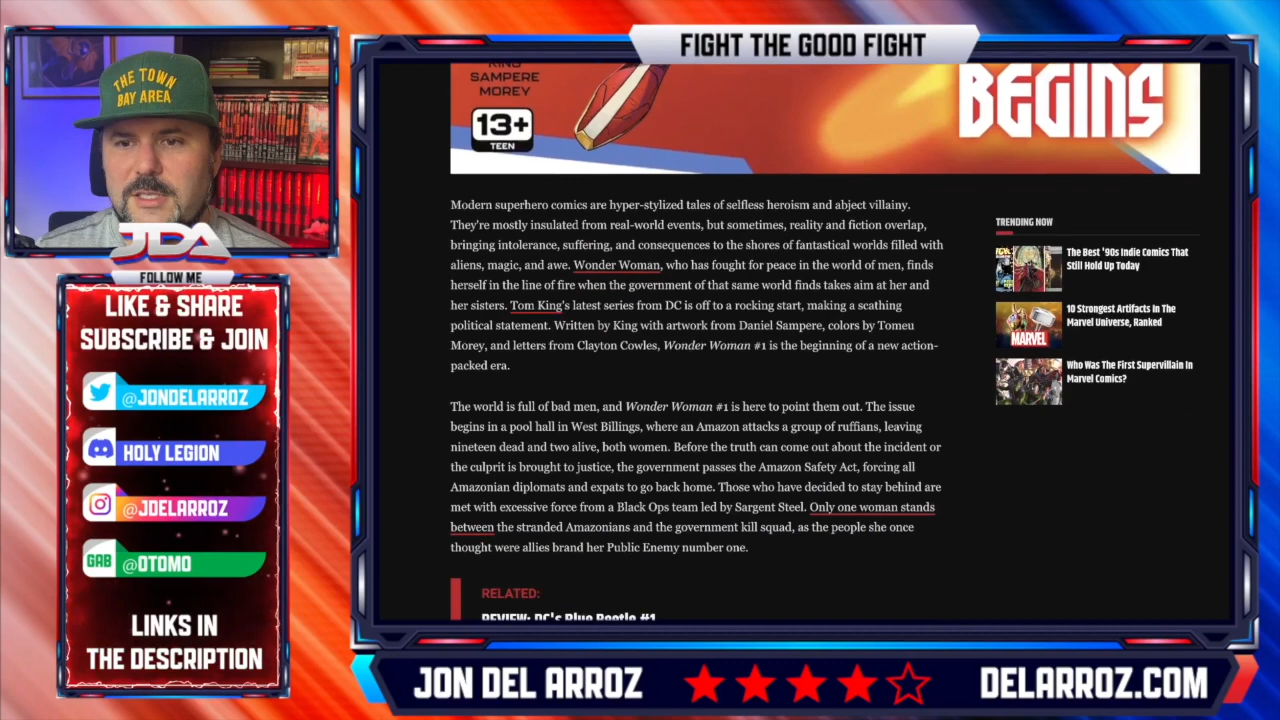 THE TOWN
BAY AREA
JDA
FOLLOW ME
LIKE & SHARE
SUBSCRIBE & JOIN
@JONDELARROZ
HOLY LEGION
@JDELARROZ
GAB
@OTOMO
LINKS IN
THE DESCRIPTION
FIGHT THE GOOD FIGHT
KING
SAMPERE
MOREY
13+
TEEN
BEGINS
Modern superhero comics are hyper-stylized tales of selfless heroism and abject villainy.
They're mostly insulated from real-world events, but sometimes, reality and fiction overlap,
bringing intolerance, suffering, and consequences to the shores of fantastical worlds filled with
aliens, magic, and awe. Wonder Woman, who has fought for peace in the world of men, finds
herself in the line of fire when the government of that same world finds takes aim at her and
her sisters. Tom King's latest series from DC is off to a rocking start, making a scathing
political statement. Written by King with artwork from Daniel Sampere, colors by Tomeu
Morey, and letters from Clayton Cowles, Wonder Woman #1 is the beginning of a new action-
packed era.
The world is full of bad men, and Wonder Woman #1 is here to point them out. The issue
begins in a pool hall in West Billings, where an Amazon attacks a group of ruffians, leaving
nineteen dead and two alive, both women. Before the truth can come out about the incident or
the culprit is brought to justice, the government passes the Amazon Safety Act, forcing all
Amazonian diplomats and expats to go back home. Those who have decided to stay behind are
met with excessive force from a Black Ops team led by Sargent Steel. Only one woman stands
between the stranded Amazonians and the government kill squad, as the people she once
thought were allies brand her Public Enemy number one.
RELATED:
REVIEW: DC's Blue Beetle #1
TRENDING NOW
The Best '90s Indie Comics That
Still Hold Up Today
10 Strongest Artifacts In The
Marvel Universe, Ranked
MARVEL
Who Was The First Supervillain In
Marvel Comics?
JON DEL ARROZ
DELARROZ.COM